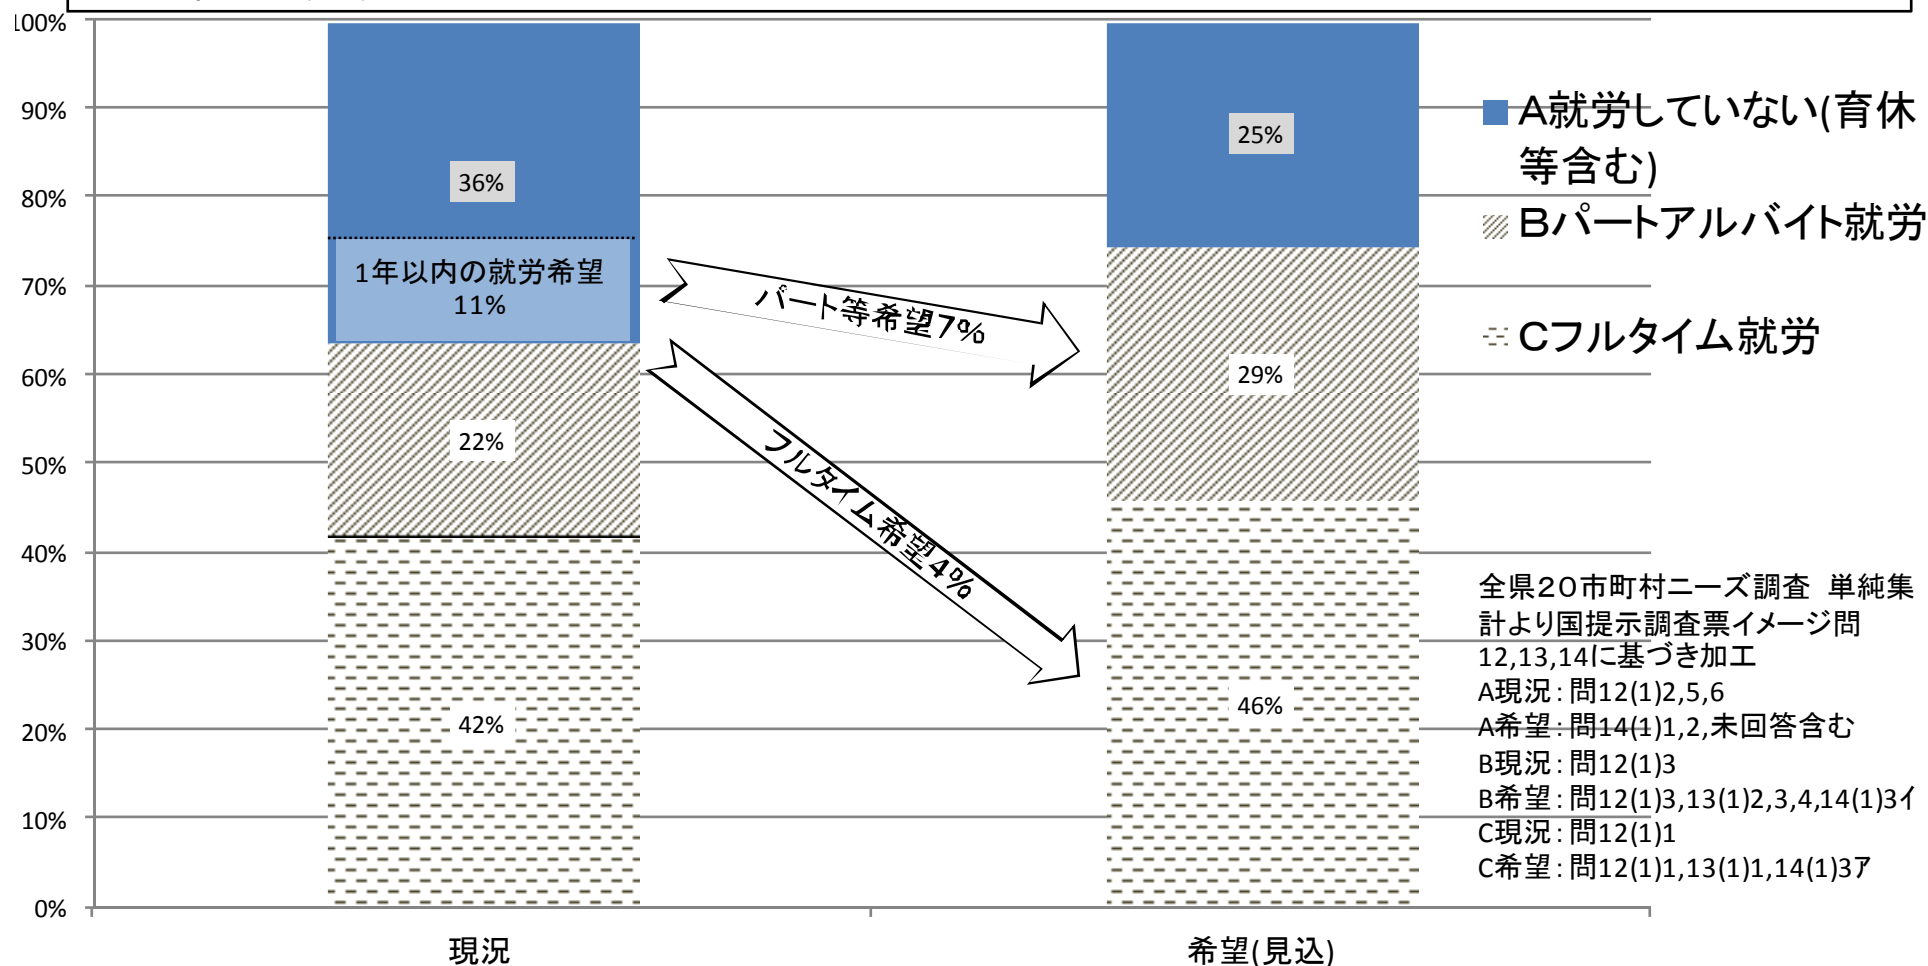 100%
90%
80%
70%
60%
50%
40%
30%
20%
10%
0%
36%
1年以内の就労希望
11%
22%
42%
パート等希望7%
フルタイム希望4%
25%
29%
46%
現況
希望(見込)
A就労していない(育休
等含む)
Bパートアルバイト就労
Cフルタイム就労
全県20市町村ニーズ調査 単純集
計より国提示調査票イメージ問
12,13,14に基づき加工
A現況：問12(1)2,5,6
A希望：問14(1)1,2,未回答含む
B現況：問12(1)3
B希望：問12(1)3,13(1)2,3,4,14(1)3イ
C現況：問12(1)1
C希望：問12(1)1,13(1)1,14(1)3ア